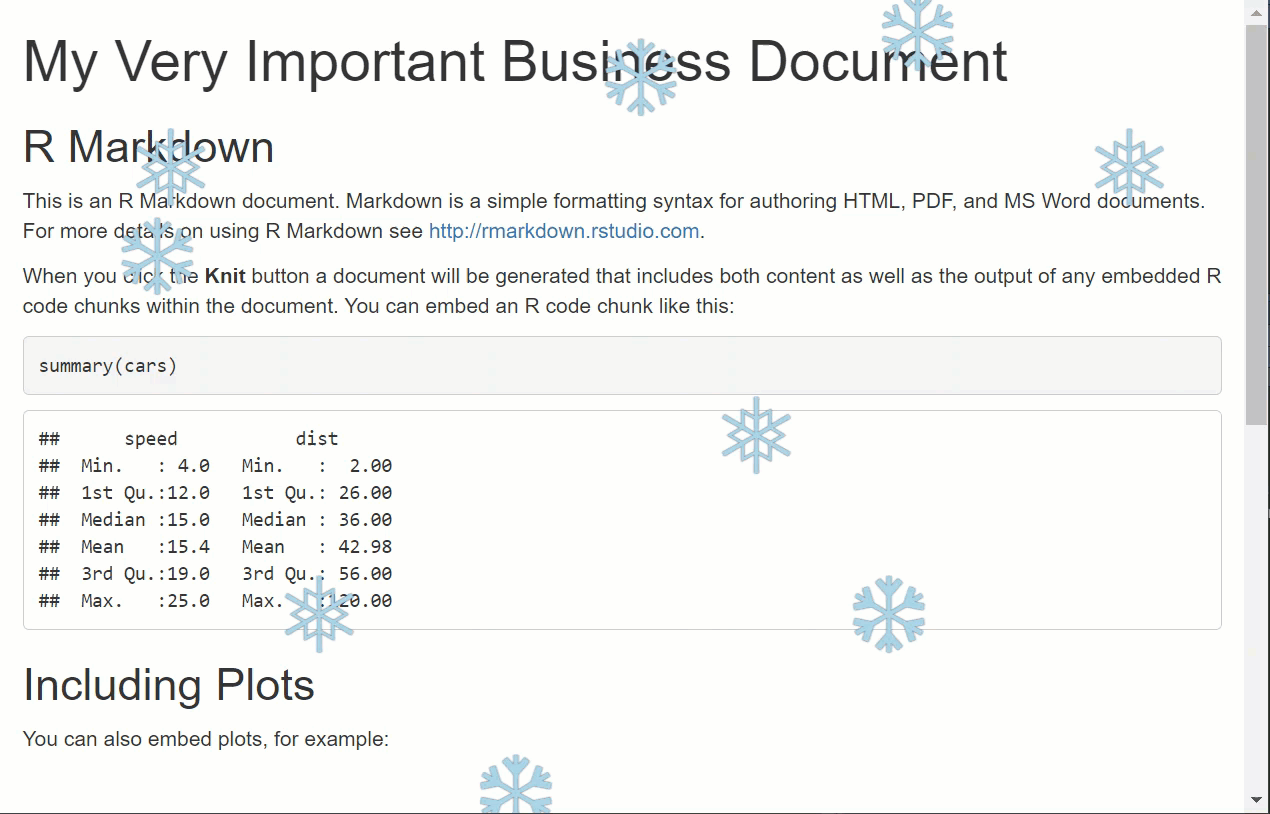 My Very Important Business Document
R Markdown
This is an R Markdown document. Markdown is a simple formatting syntax for authoring HTML, PDF, and MS Word documents.
For more details on using R Markdown see http://rmarkdown.rstudio.com.
When you click the Knit button a document will be generated that includes both content as well as the output of any embedded R
code chunks within the document. You can embed an R code chunk like this:
summary(cars)
##      speed           dist
##  Min.   : 4.0   Min.   :  2.00
##  1st Qu.:12.0   1st Qu.: 26.00
##  Median :15.0   Median : 36.00
##  Mean   :15.4   Mean   : 42.98
##  3rd Qu.:19.0   3rd Qu.: 56.00
##  Max.   :25.0   Max.   :120.00
Including Plots
You can also embed plots, for example: